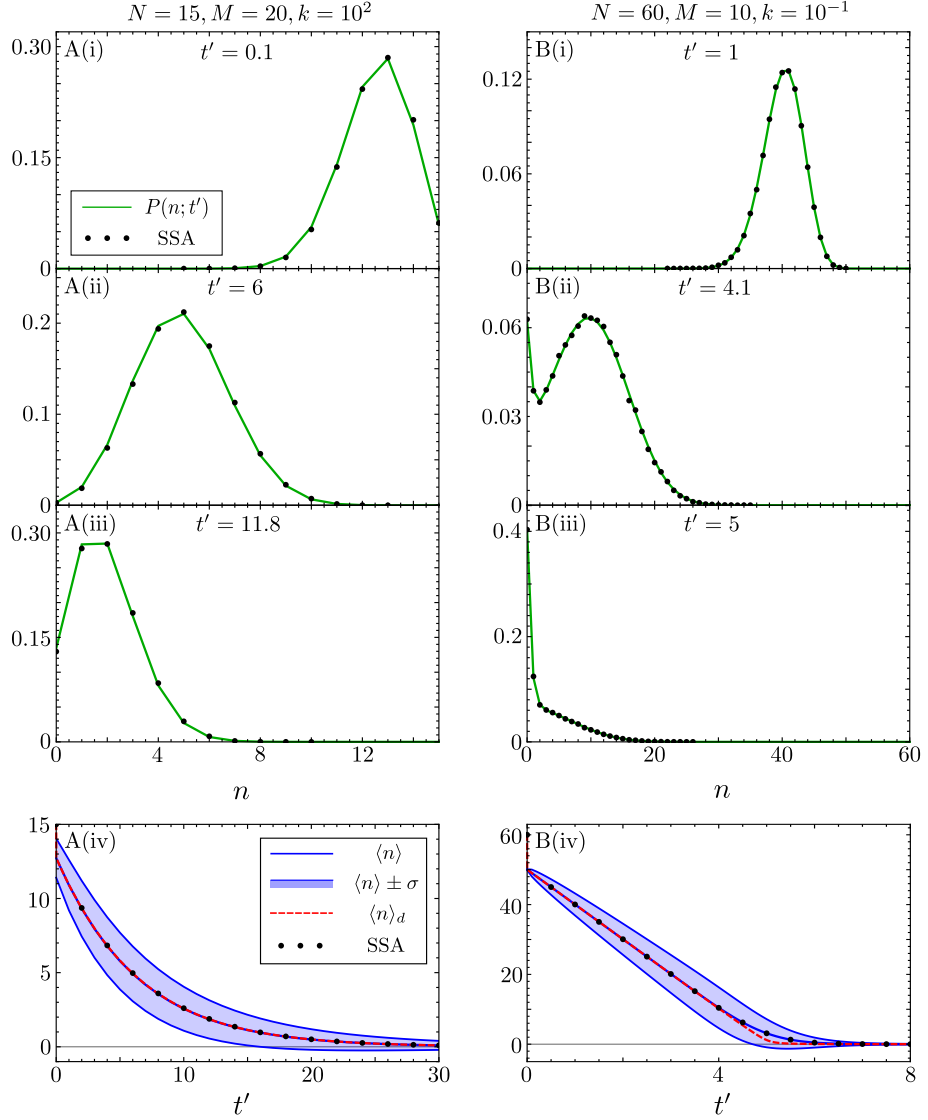 N = 15, M = 20, k = 10²
N = 60, M = 10, k = 10⁻¹
A(i)
t′ = 0.1
0.30
0.15
0
P(n; t′)
SSA
B(i)
t′ = 1
0.12
0.06
0
A(ii)
t′ = 6
0.2
0.1
0
B(ii)
t′ = 4.1
0.06
0.03
0
A(iii)
t′ = 11.8
0.30
0.15
0
0 4 8 12
n
B(iii)
t′ = 5
0.4
0.2
0
0 20 40 60
n
A(iv)
15
10
5
0
⟨n⟩
⟨n⟩ ± σ
⟨n⟩d
SSA
0 10 20 30
t′
B(iv)
60
40
20
0
0 4 8
t′